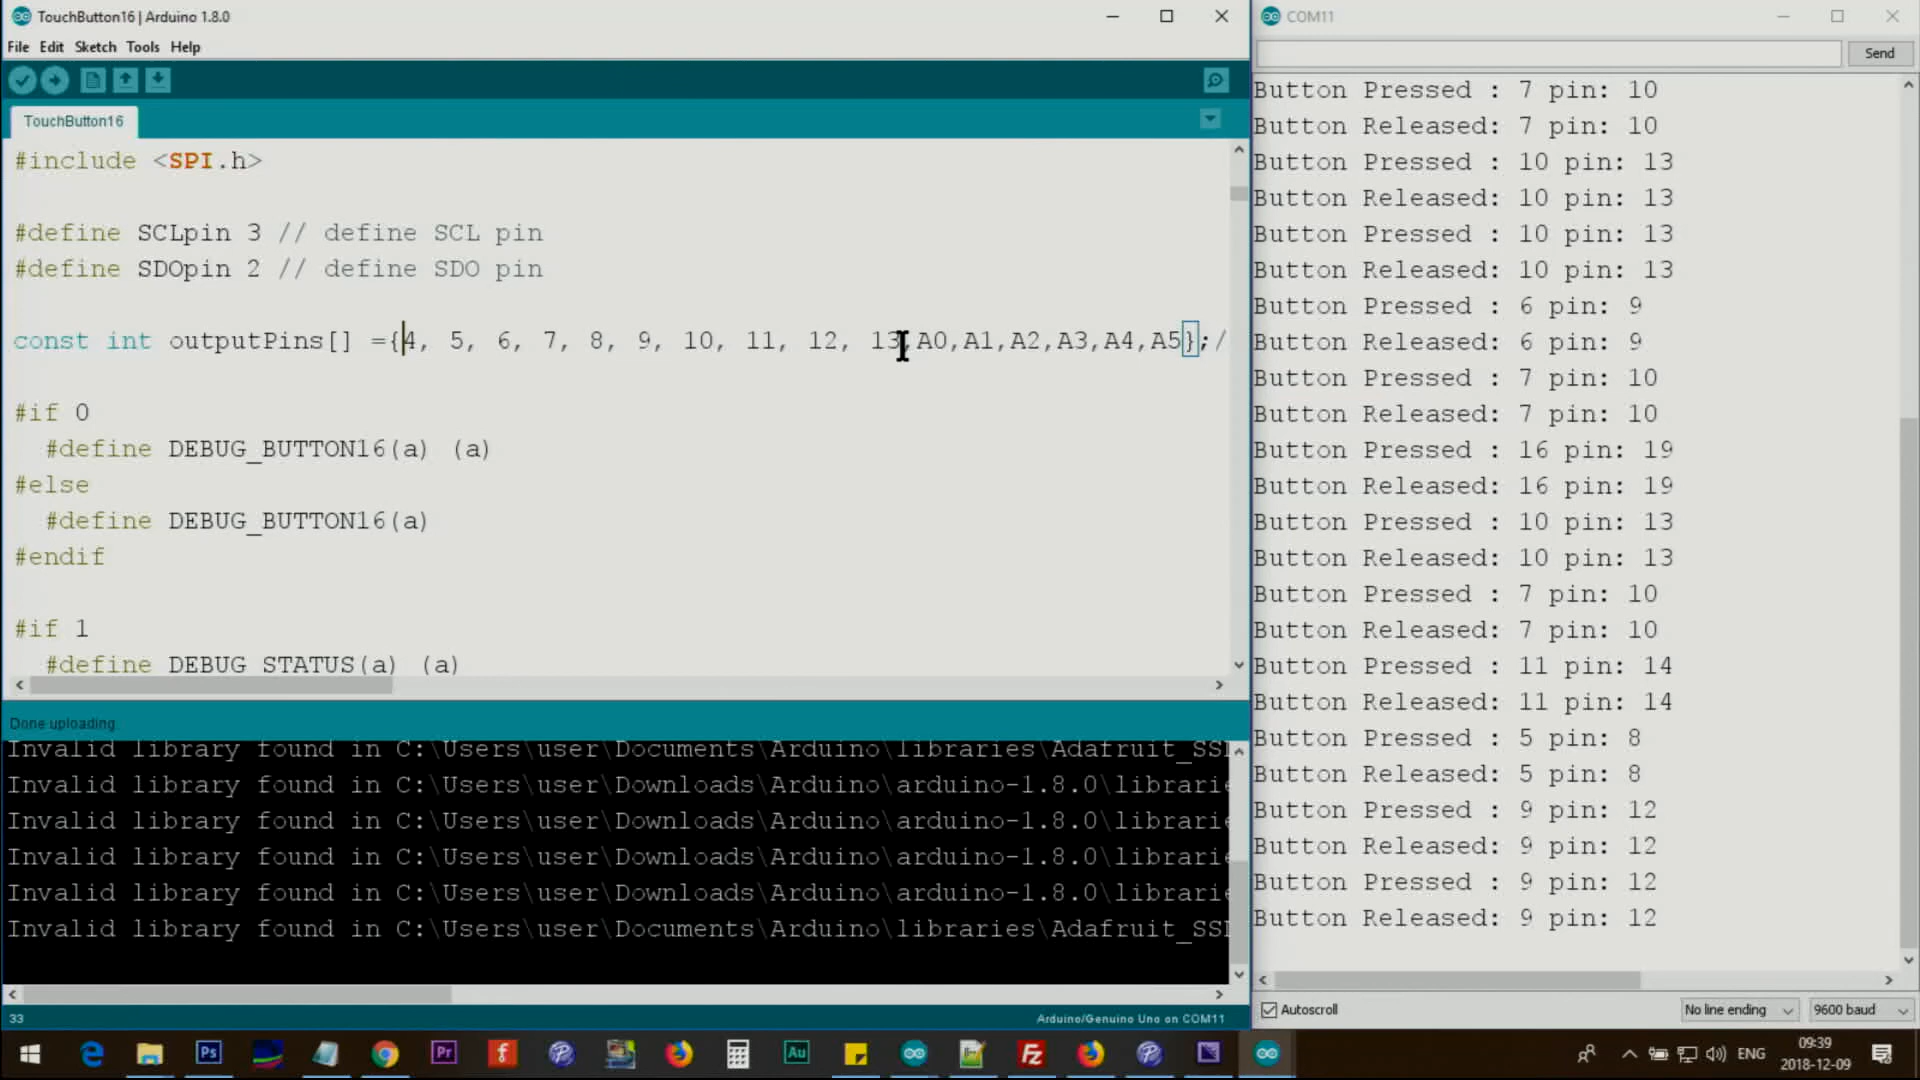 TouchButton16 | Arduino 1.8.0
File Edit Sketch Tools Help
TouchButton16
#include <SPI.h>
#define SCLpin 3 // define SCL pin
#define SDOpin 2 // define SDO pin
const int outputPins[] ={4, 5, 6, 7, 8, 9, 10, 11, 12, 13,A0,A1,A2,A3,A4,A5};/
#if 0
#define DEBUG_BUTTON16(a) (a)
#else
#define DEBUG_BUTTON16(a)
#endif
#if 1
#define DEBUG_STATUS(a) (a)
Done uploading.
Invalid library found in C:\Users\user\Documents\Arduino\libraries\Adafruit_SS
Invalid library found in C:\Users\user\Downloads\Arduino\arduino-1.8.0\librari
Invalid library found in C:\Users\user\Downloads\Arduino\arduino-1.8.0\librari
Invalid library found in C:\Users\user\Downloads\Arduino\arduino-1.8.0\librari
Invalid library found in C:\Users\user\Downloads\Arduino\arduino-1.8.0\librari
Invalid library found in C:\Users\user\Documents\Arduino\libraries\Adafruit_SS
33
Arduino/Genuino Uno on COM11
COM11
Send
Button Pressed : 7 pin: 10
Button Released: 7 pin: 10
Button Pressed : 10 pin: 13
Button Released: 10 pin: 13
Button Pressed : 10 pin: 13
Button Released: 10 pin: 13
Button Pressed : 6 pin: 9
Button Released: 6 pin: 9
Button Pressed : 7 pin: 10
Button Released: 7 pin: 10
Button Pressed : 16 pin: 19
Button Released: 16 pin: 19
Button Pressed : 10 pin: 13
Button Released: 10 pin: 13
Button Pressed : 7 pin: 10
Button Released: 7 pin: 10
Button Pressed : 11 pin: 14
Button Released: 11 pin: 14
Button Pressed : 5 pin: 8
Button Released: 5 pin: 8
Button Pressed : 9 pin: 12
Button Released: 9 pin: 12
Button Pressed : 9 pin: 12
Button Released: 9 pin: 12
Autoscroll
No line ending
9600 baud
Ps
Pr
f
Au
Fz
ENG
09:39
2018-12-09